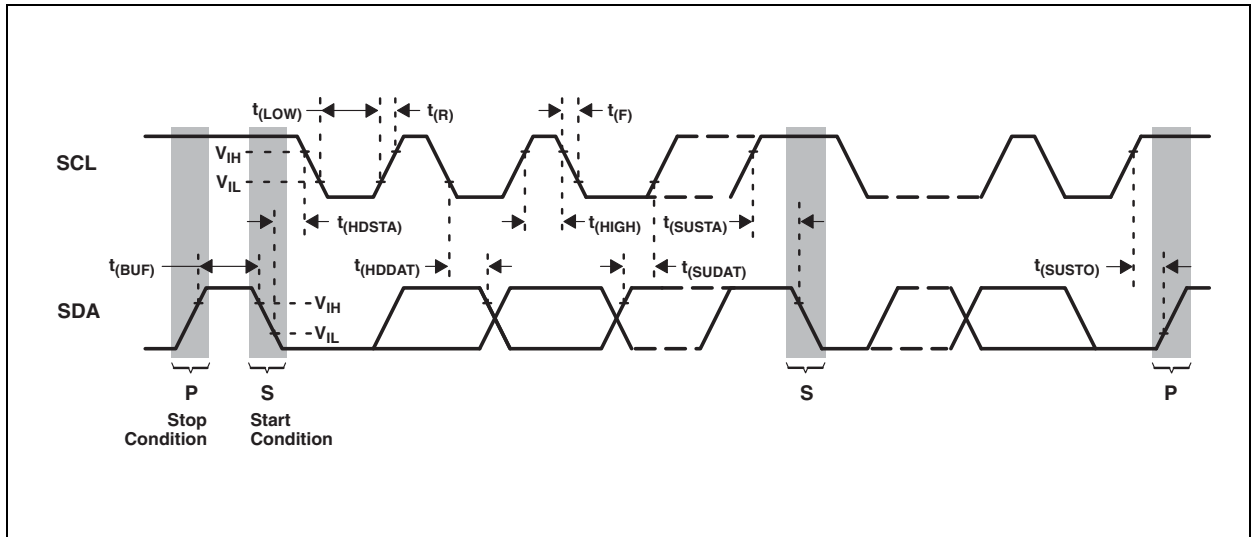 t(LOW)
t(R)
t(F)
SCL
VIH
VIL
t(HDSTA)
t(HIGH)
t(SUSTA)
t(BUF)
t(HDDAT)
t(SUDAT)
t(SUSTO)
SDA
VIH
VIL
P
S
S
P
Stop
Condition
Start
Condition